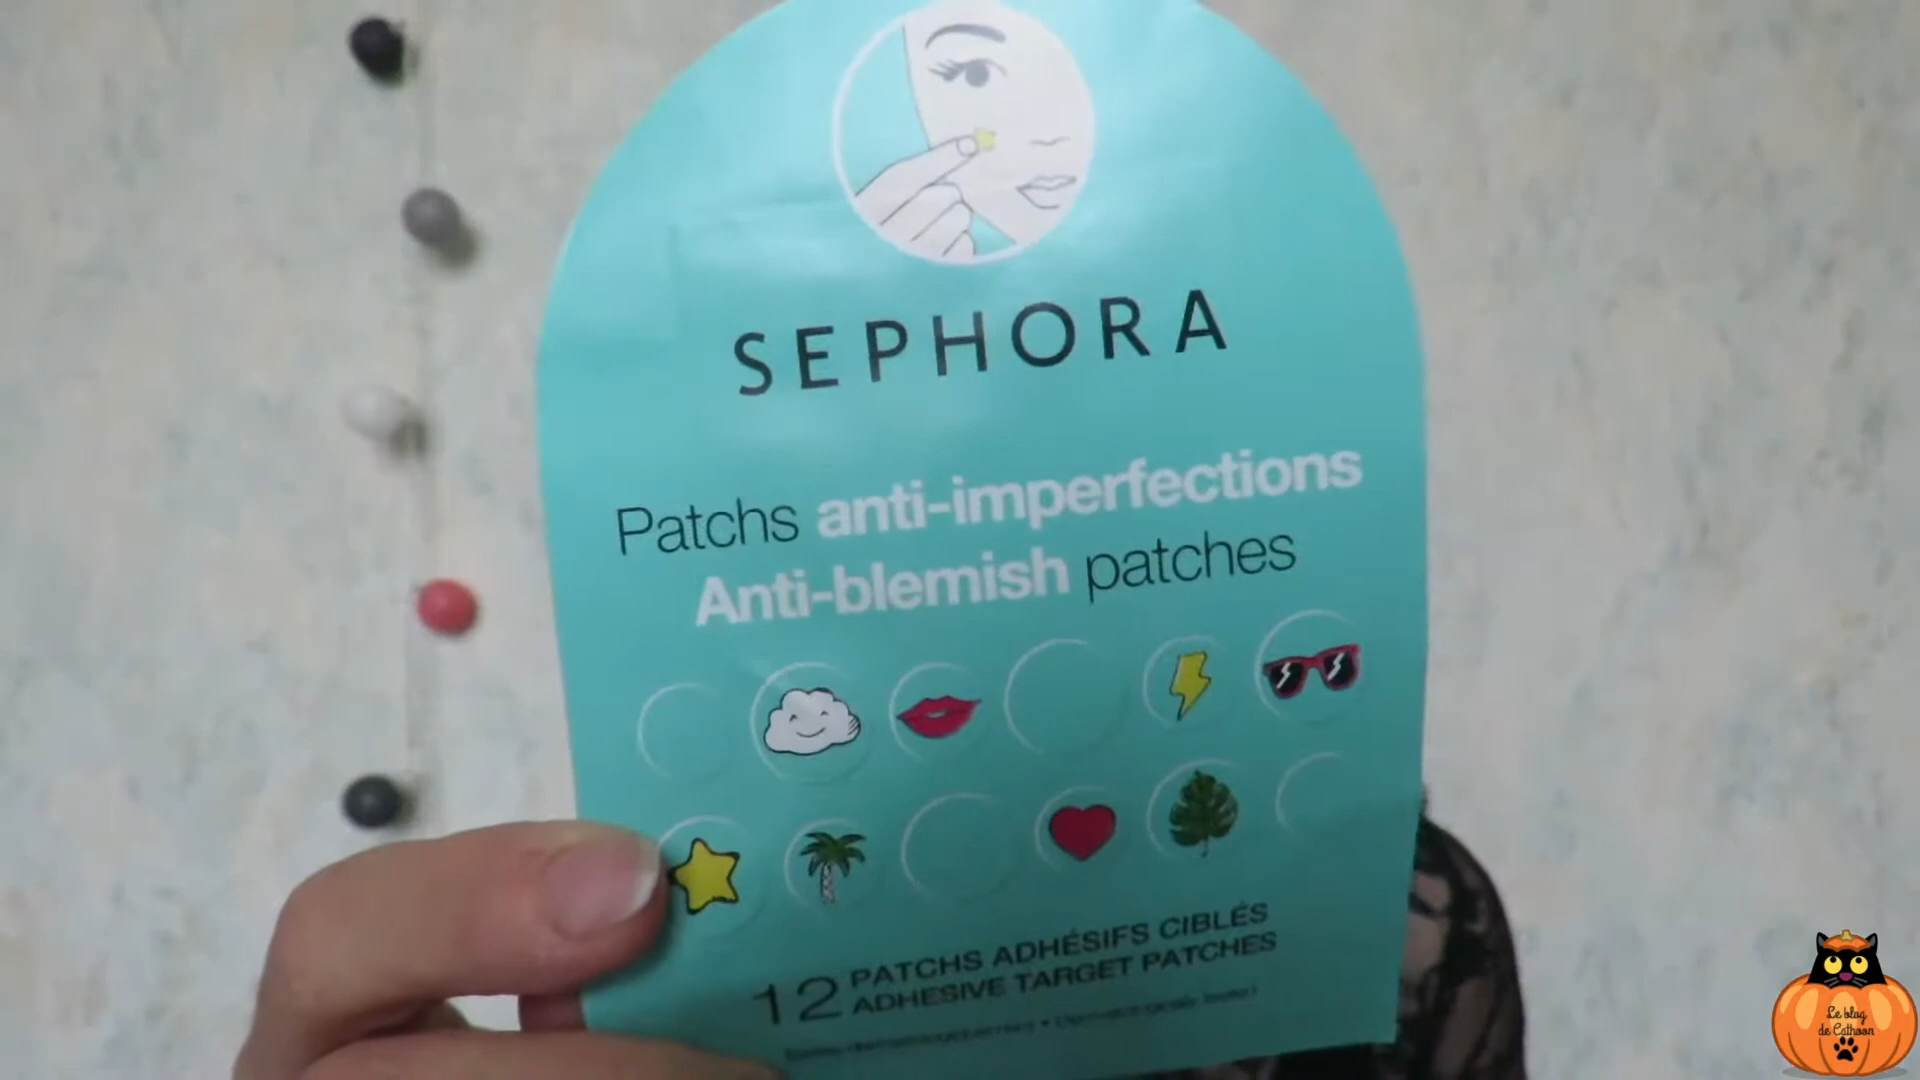 SEPHORA
Patchs anti-imperfections
Anti-blemish patches
12 PATCHS ADHÉSIFS CIBLÉS
ADHESIVE TARGET PATCHES
Le blog
de Cathoon